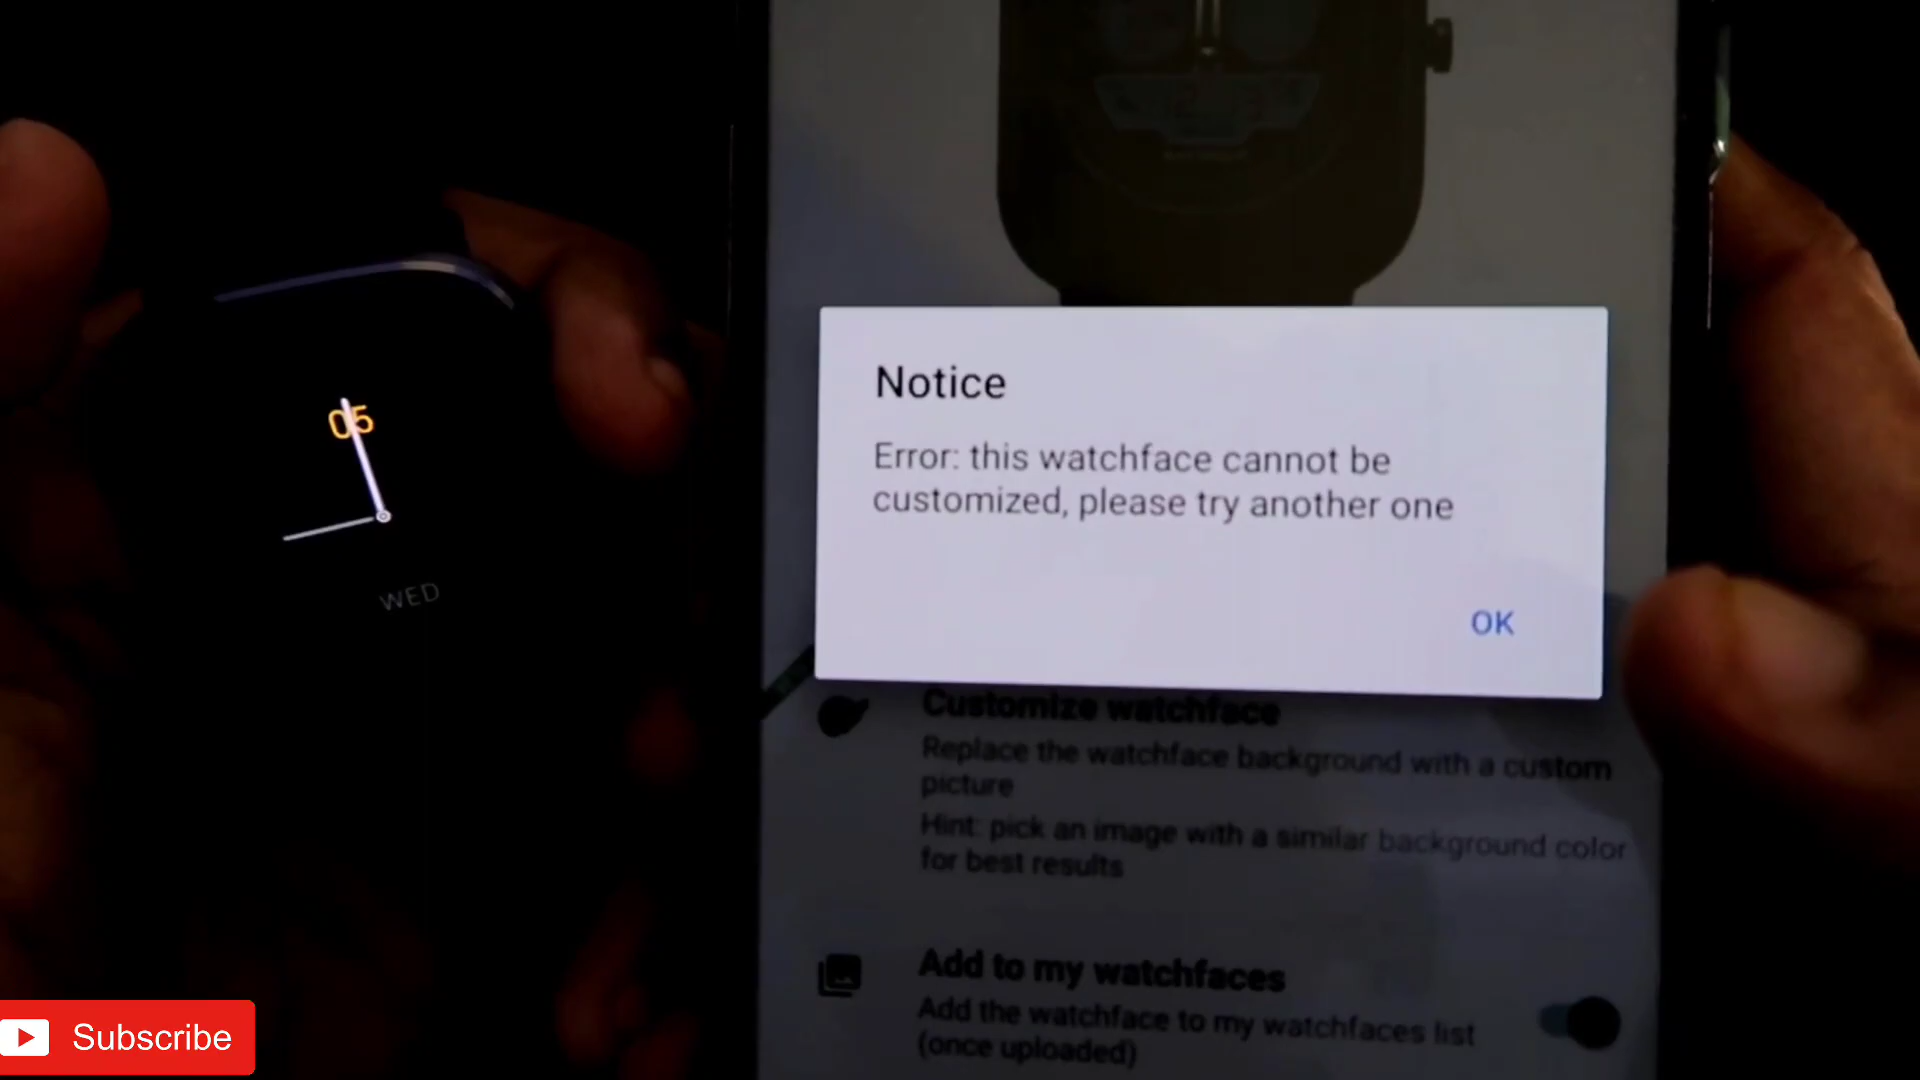 05
WED
Notice
Error: this watchface cannot be
customized, please try another one
OK
Customize watchface
Replace the watchface background with a custom
picture
Hint: pick an image with a similar background color
for best results
Add to my watchfaces
Add the watchface to my watchfaces list
(once uploaded)
Subscribe